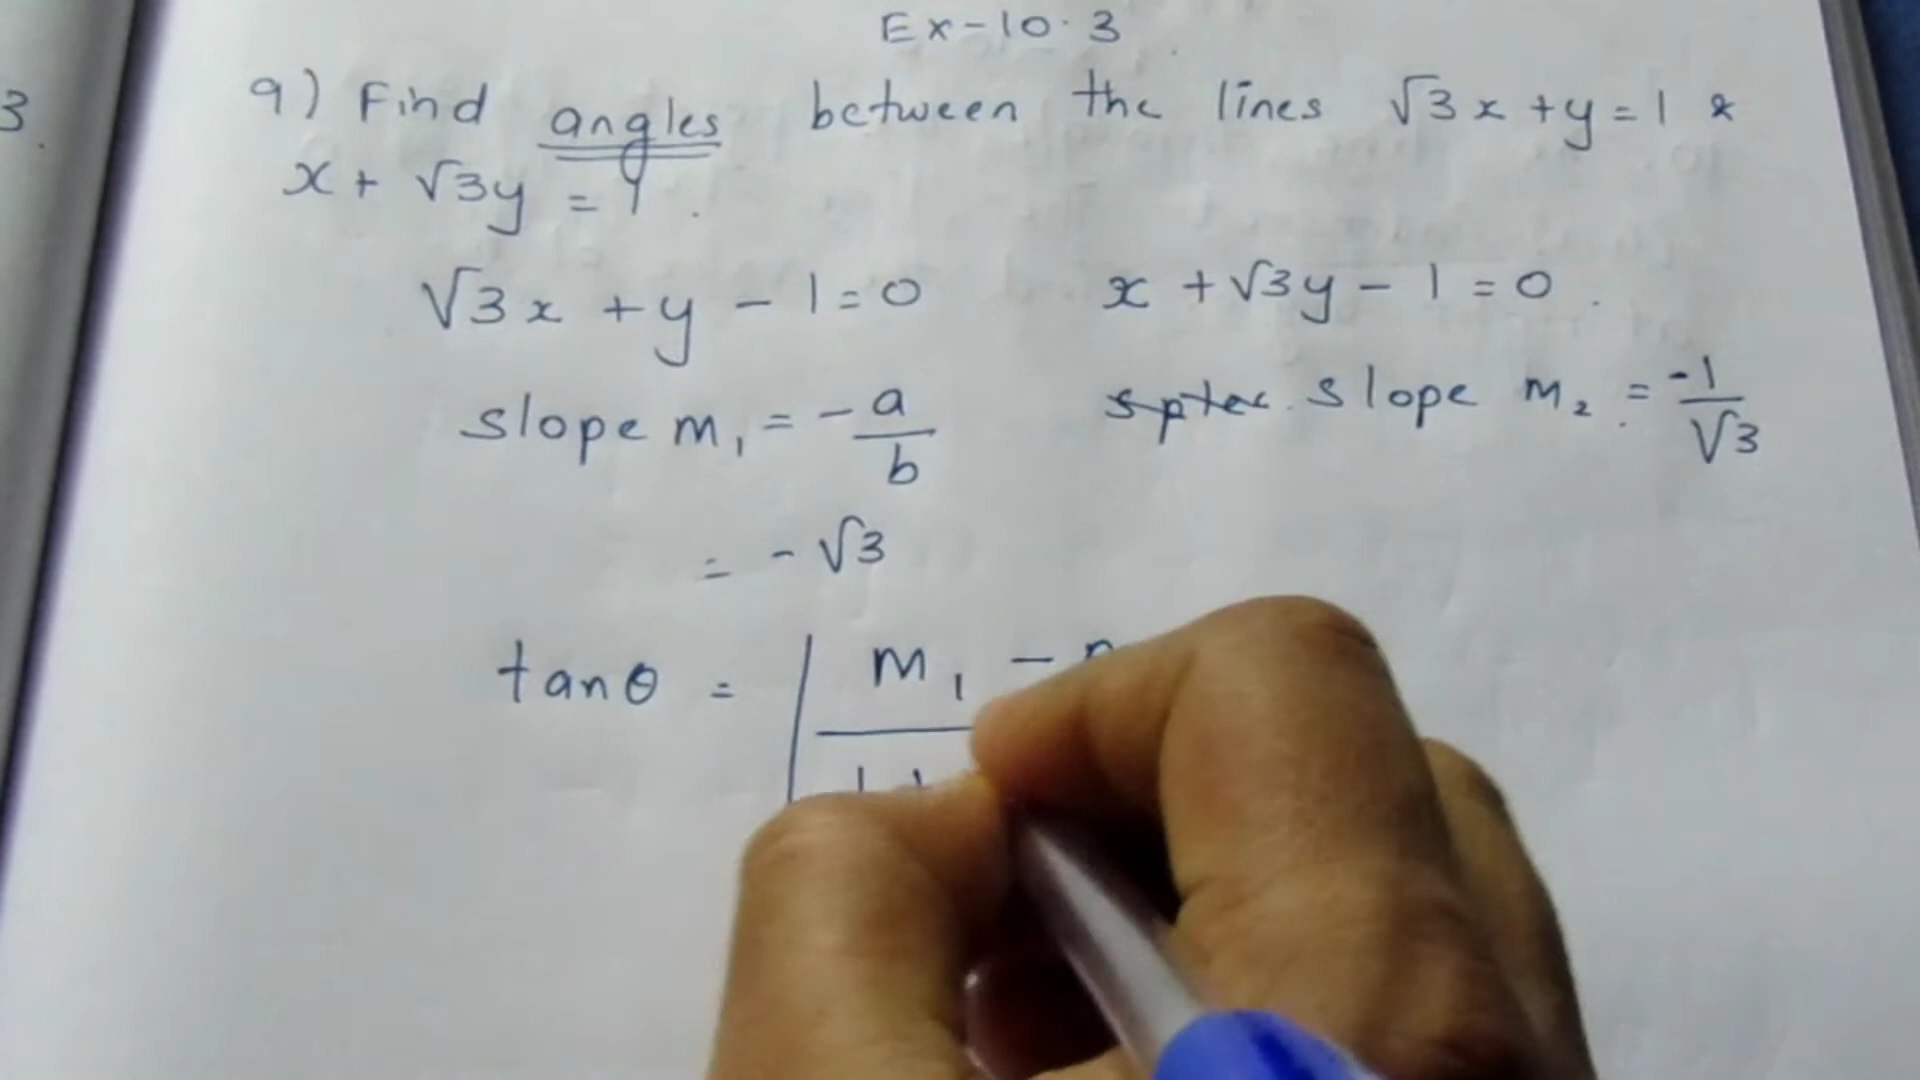 Ex-10.3
3.
9) Find angles between the lines √3x + y = 1 &
x + √3y = 1.
√3x + y - 1 = 0
x + √3y - 1 = 0.
slope m₁ = -a/b
slope m₂ = -1/√3
= -√3
tanθ = | m₁ -